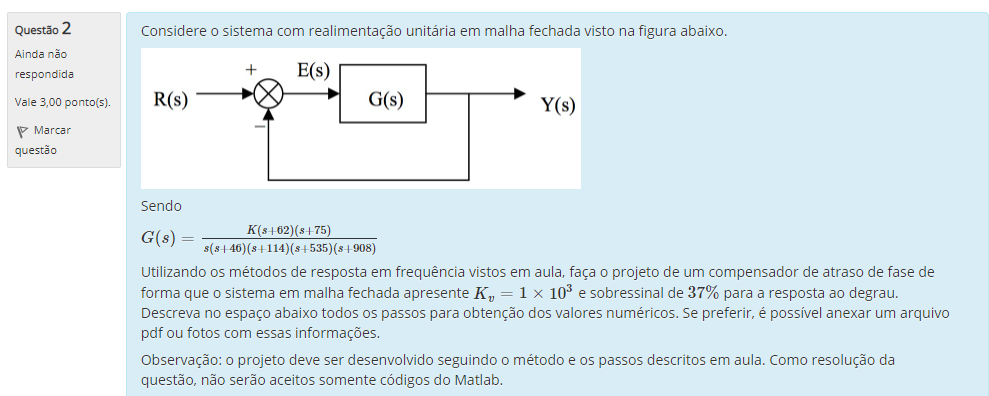 Questão 2
Ainda não
respondida
Vale 3,00 ponto(s).
Marcar
questão
Considere o sistema com realimentação unitária em malha fechada visto na figura abaixo.
+
E(s)
R(s)
G(s)
Y(s)
−
Sendo
G(s) = K(s+62)(s+75) / s(s+46)(s+114)(s+535)(s+908)
Utilizando os métodos de resposta em frequência vistos em aula, faça o projeto de um compensador de atraso de fase de
forma que o sistema em malha fechada apresente Kᵥ = 1 × 10³ e sobressinal de 37% para a resposta ao degrau.
Descreva no espaço abaixo todos os passos para obtenção dos valores numéricos. Se preferir, é possível anexar um arquivo
pdf ou fotos com essas informações.
Observação: o projeto deve ser desenvolvido seguindo o método e os passos descritos em aula. Como resolução da
questão, não serão aceitos somente códigos do Matlab.